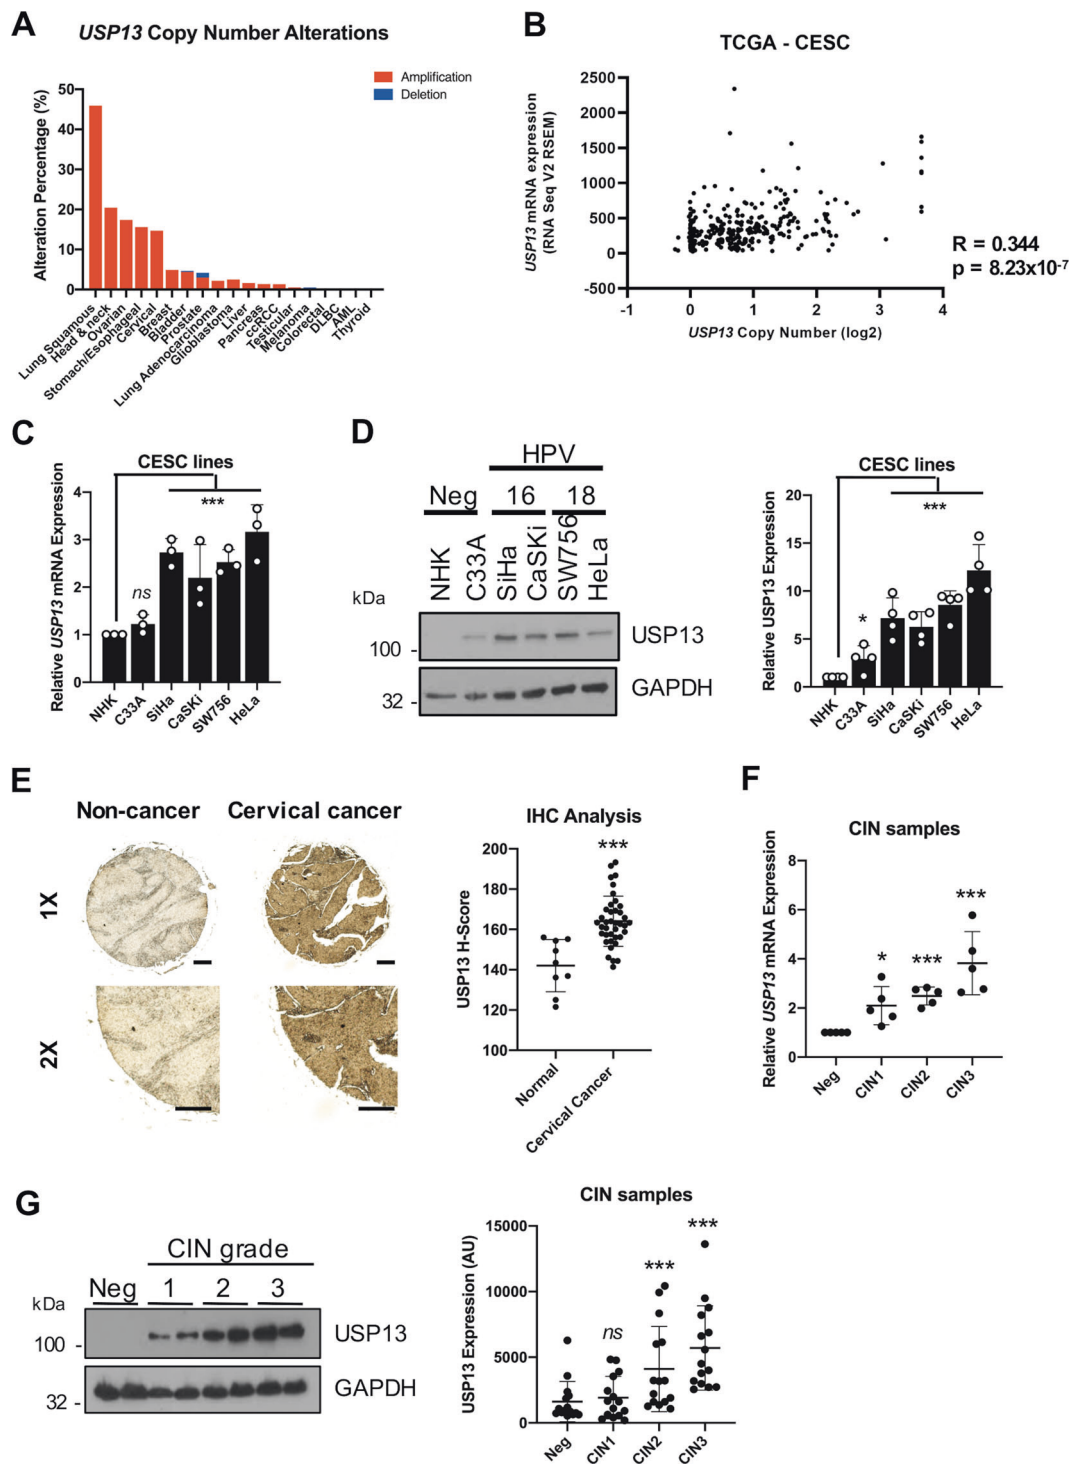 A
USP13 Copy Number Alterations
Amplification
Deletion
Alteration Percentage (%)
50
40
30
20
10
0
Lung Squamous
Head & neck
Ovarian
Stomach/Esophageal
Cervical
Breast
Bladder
Prostate
Lung Adenocarcinoma
Glioblastoma
Liver
Pancreas
ccRCC
Testicular
Melanoma
Colorectal
DLBC
AML
Thyroid
B
TCGA - CESC
USP13 mRNA expression
(RNA Seq V2 RSEM)
2500
2000
1500
1000
500
0
-500
-1 0 1 2 3 4
USP13 Copy Number (log2)
R = 0.344
p = 8.23x10-7
C
CESC lines
***
ns
Relative USP13 mRNA Expression
4
3
2
1
0
NHK
C33A
SiHa
CaSKi
SW756
HeLa
D
HPV
Neg 16 18
NHK
C33A
SiHa
CaSKi
SW756
HeLa
kDa
100 -
USP13
32 -
GAPDH
CESC lines
***
*
Relative USP13 Expression
20
15
10
5
0
NHK
C33A
SiHa
CaSKi
SW756
HeLa
E
Non-cancer Cervical cancer
1X
2X
IHC Analysis
***
USP13 H-Score
200
180
160
140
120
100
Normal
Cervical Cancer
F
CIN samples
Relative USP13 mRNA Expression
8
6
4
2
0
*
***
***
Neg
CIN1
CIN2
CIN3
G
CIN grade
Neg 1 2 3
kDa
100 -
USP13
32 -
GAPDH
CIN samples
USP13 Expression (AU)
15000
10000
5000
0
ns
***
***
Neg
CIN1
CIN2
CIN3